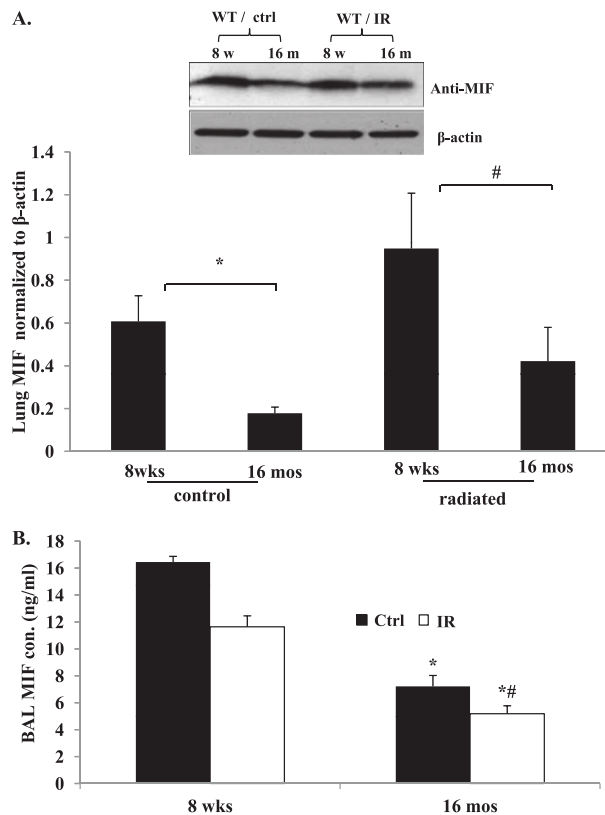 A.
WT / ctrl WT / IR
8 w 16 m 8 w 16 m
Anti-MIF
β-actin
Lung MIF normalized to β-actin
1.4
1.2
1
0.8
0.6
0.4
0.2
0
*
#
8wks 16 mos 8 wks 16 mos
control radiated
B.
BAL MIF con. (ng/ml)
18
16
14
12
10
8
6
4
2
0
Ctrl IR
*
*#
8 wks 16 mos